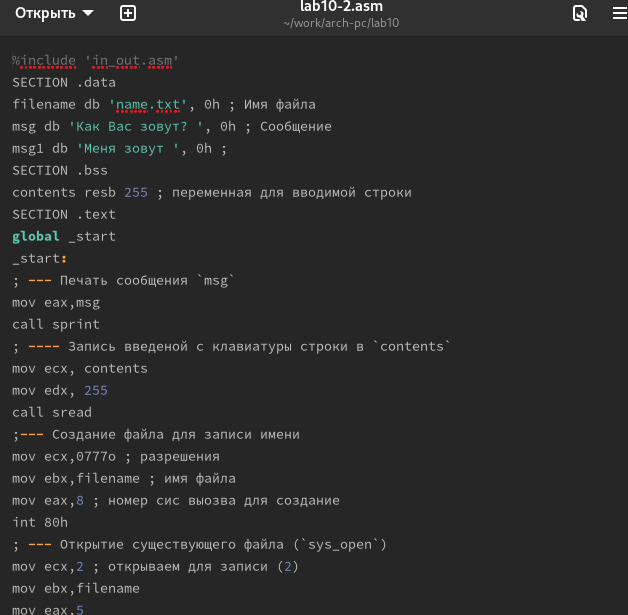 Открыть
lab10-2.asm
~/work/arch-pc/lab10
%include 'in_out.asm'
SECTION .data
filename db 'name.txt', 0h ; Имя файла
msg db 'Как Вас зовут? ', 0h ; Сообщение
msg1 db 'Меня зовут ', 0h ;
SECTION .bss
contents resb 255 ; переменная для вводимой строки
SECTION .text
global _start
_start:
; --- Печать сообщения `msg`
mov eax,msg
call sprint
; ---- Запись введеной с клавиатуры строки в `contents`
mov ecx, contents
mov edx, 255
call sread
;--- Создание файла для записи имени
mov ecx,0777o ; разрешения
mov ebx,filename ; имя файла
mov eax,8 ; номер сис выозва для создание
int 80h
; --- Открытие существующего файла (`sys_open`)
mov ecx,2 ; открываем для записи (2)
mov ebx,filename
mov eax,5